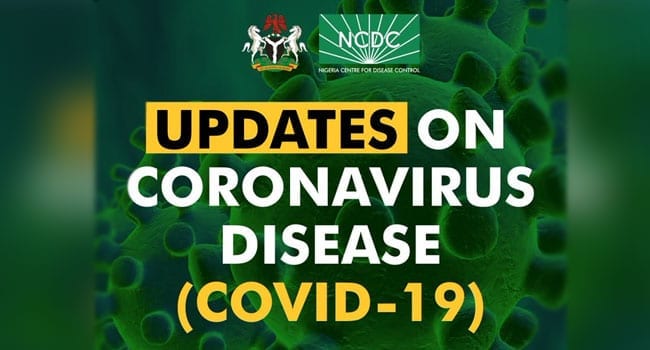 NCDC
NIGERIA CENTRE FOR DISEASE CONTROL
UPDATES ON
CORONAVIRUS
DISEASE
(COVID-19)